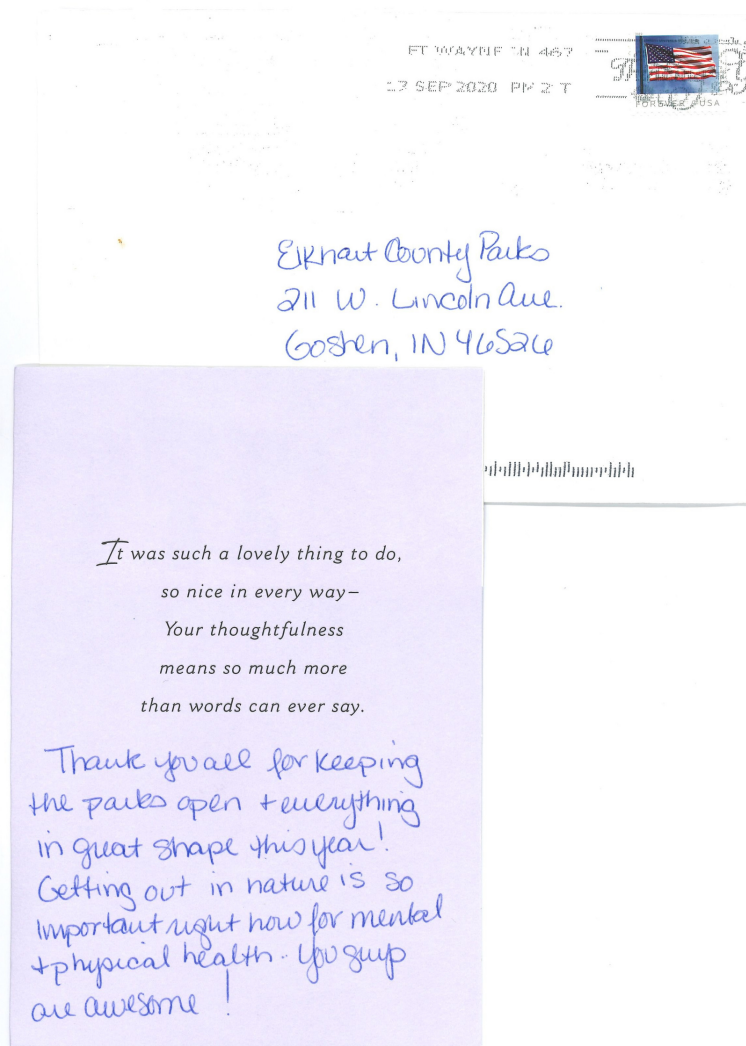 FT WAYNE IN 467
SEP 2020 PM 2 T
FOREVER USA
Elkhart County Parks
211 W. Lincoln Ave.
Goshen, IN 46526
It was such a lovely thing to do,
so nice in every way–
Your thoughtfulness
means so much more
than words can ever say.
Thank you all for keeping
the parks open + everything
in great shape this year!
Getting out in nature is so
important right now for mental
+ physical health. You guys
are awesome!